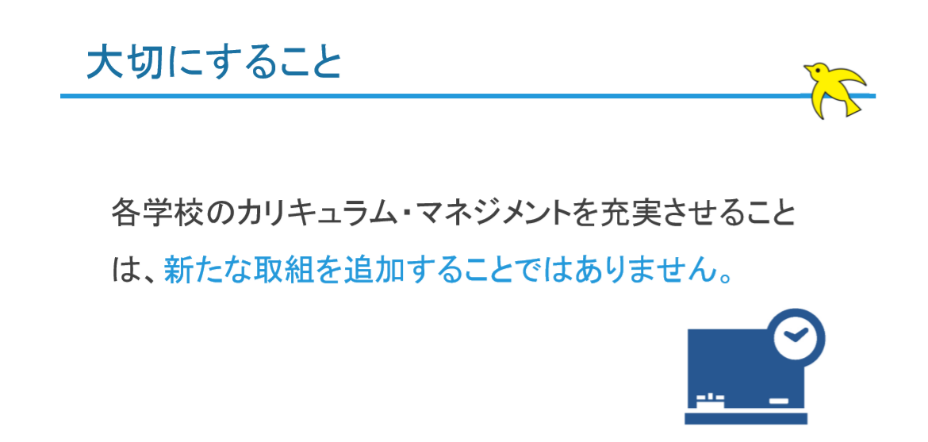 大切にすること
各学校のカリキュラム・マネジメントを充実させること
は、新たな取組を追加することではありません。